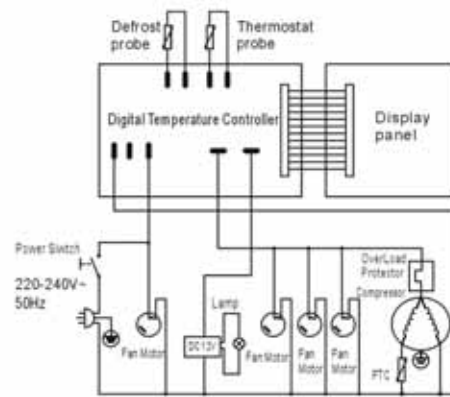 Defrost
probe
Thermostat
probe
Digital Temperature Controller
Display
panel
Power Switch
220-240V~
50Hz
OverLoad
Protector
Compressor
Lamp
DC12V
Fan Motor
Fan Motor
Fan
Motor
Fan
Motor
PTC